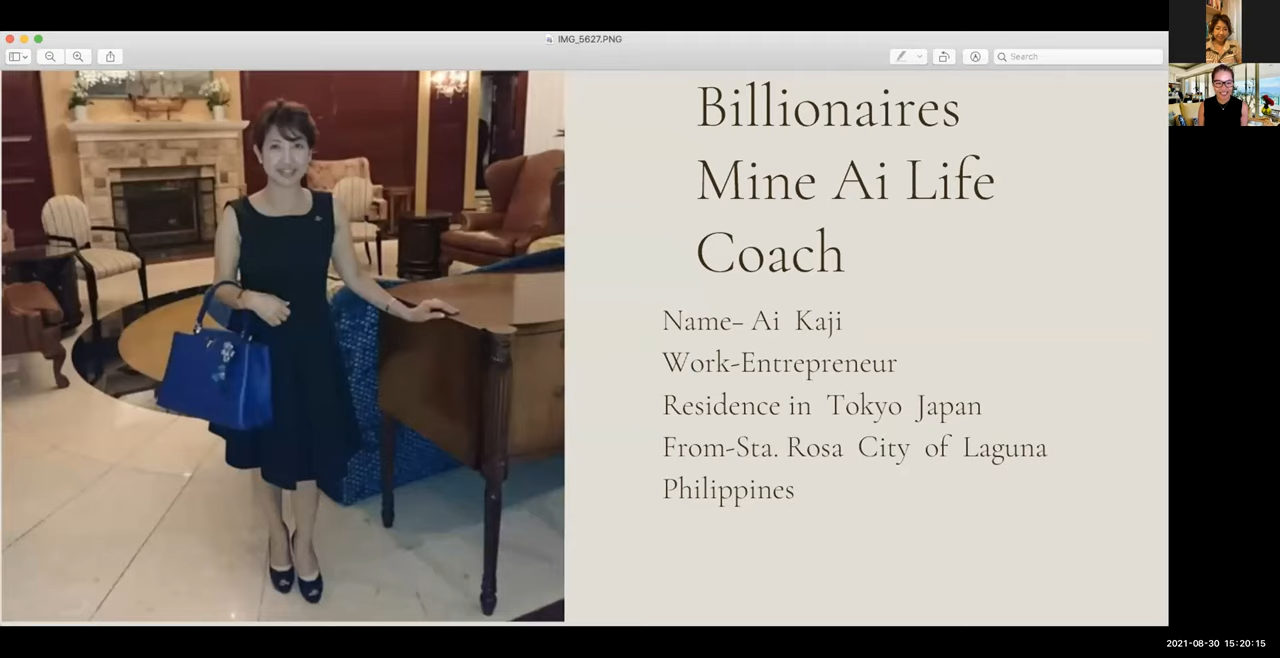 IMG_5627.PNG
Search
Billionaires
Mine Ai Life
Coach
Name– Ai Kaji
Work-Entrepreneur
Residence in Tokyo Japan
From-Sta. Rosa City of Laguna
Philippines
2021-08-30 15:20:15